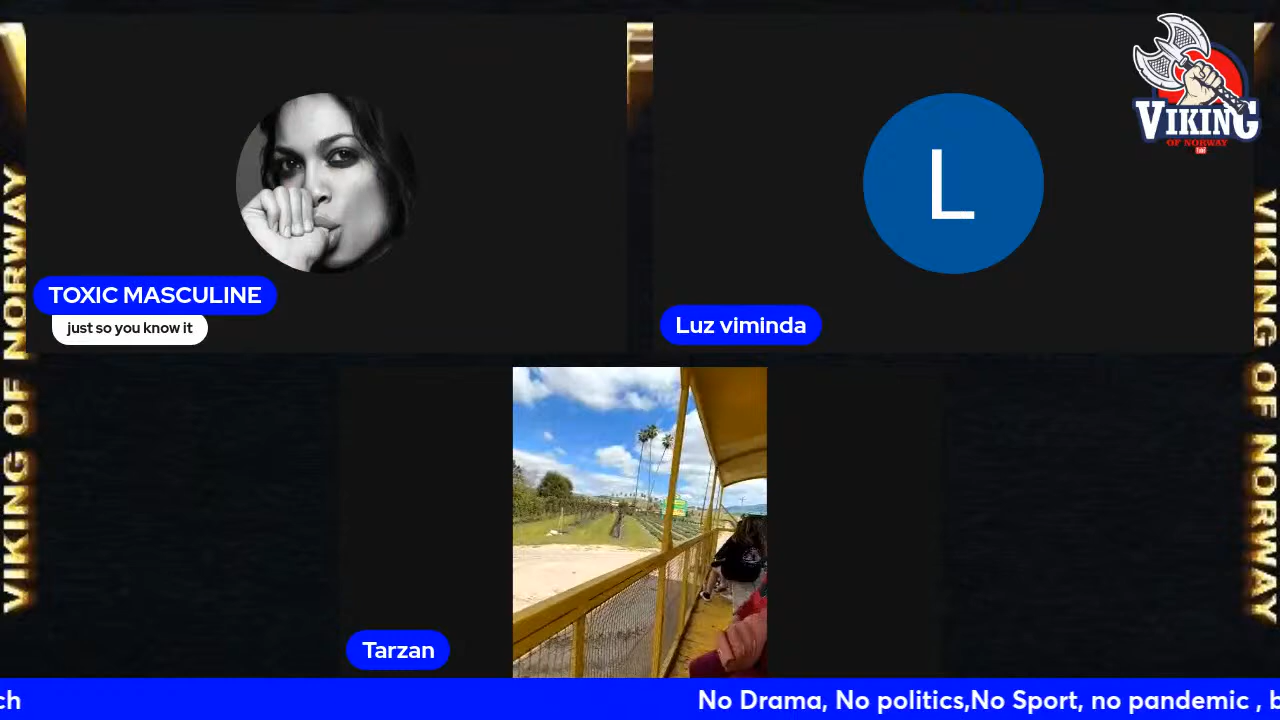 VIKING
OF NORWAY
VIKING OF NORWAY
VIKING OF NORWAY
L
TOXIC MASCULINE
just so you know it
Luz viminda
Tarzan
ch
No Drama, No politics,No Sport, no pandemic , b